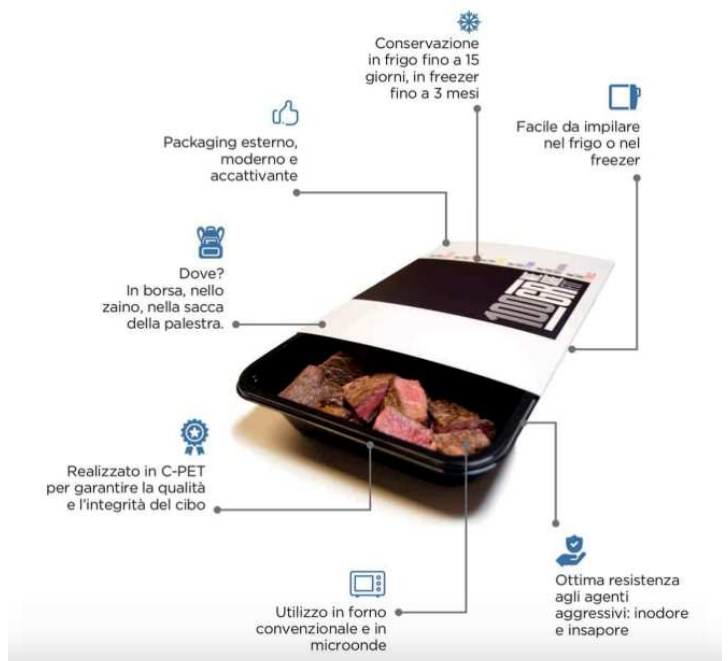 Conservazione
in frigo fino a 15
giorni, in freezer
fino a 3 mesi
Facile da impilare
nel frigo o nel
freezer
Packaging esterno,
moderno e
accattivante
Dove?
In borsa, nello
zaino, nella sacca
della palestra.
Realizzato in C-PET
per garantire la qualità
e l'integrità del cibo
Utilizzo in forno
convenzionale e in
microonde
Ottima resistenza
agli agenti
aggressivi: inodore
e insapore